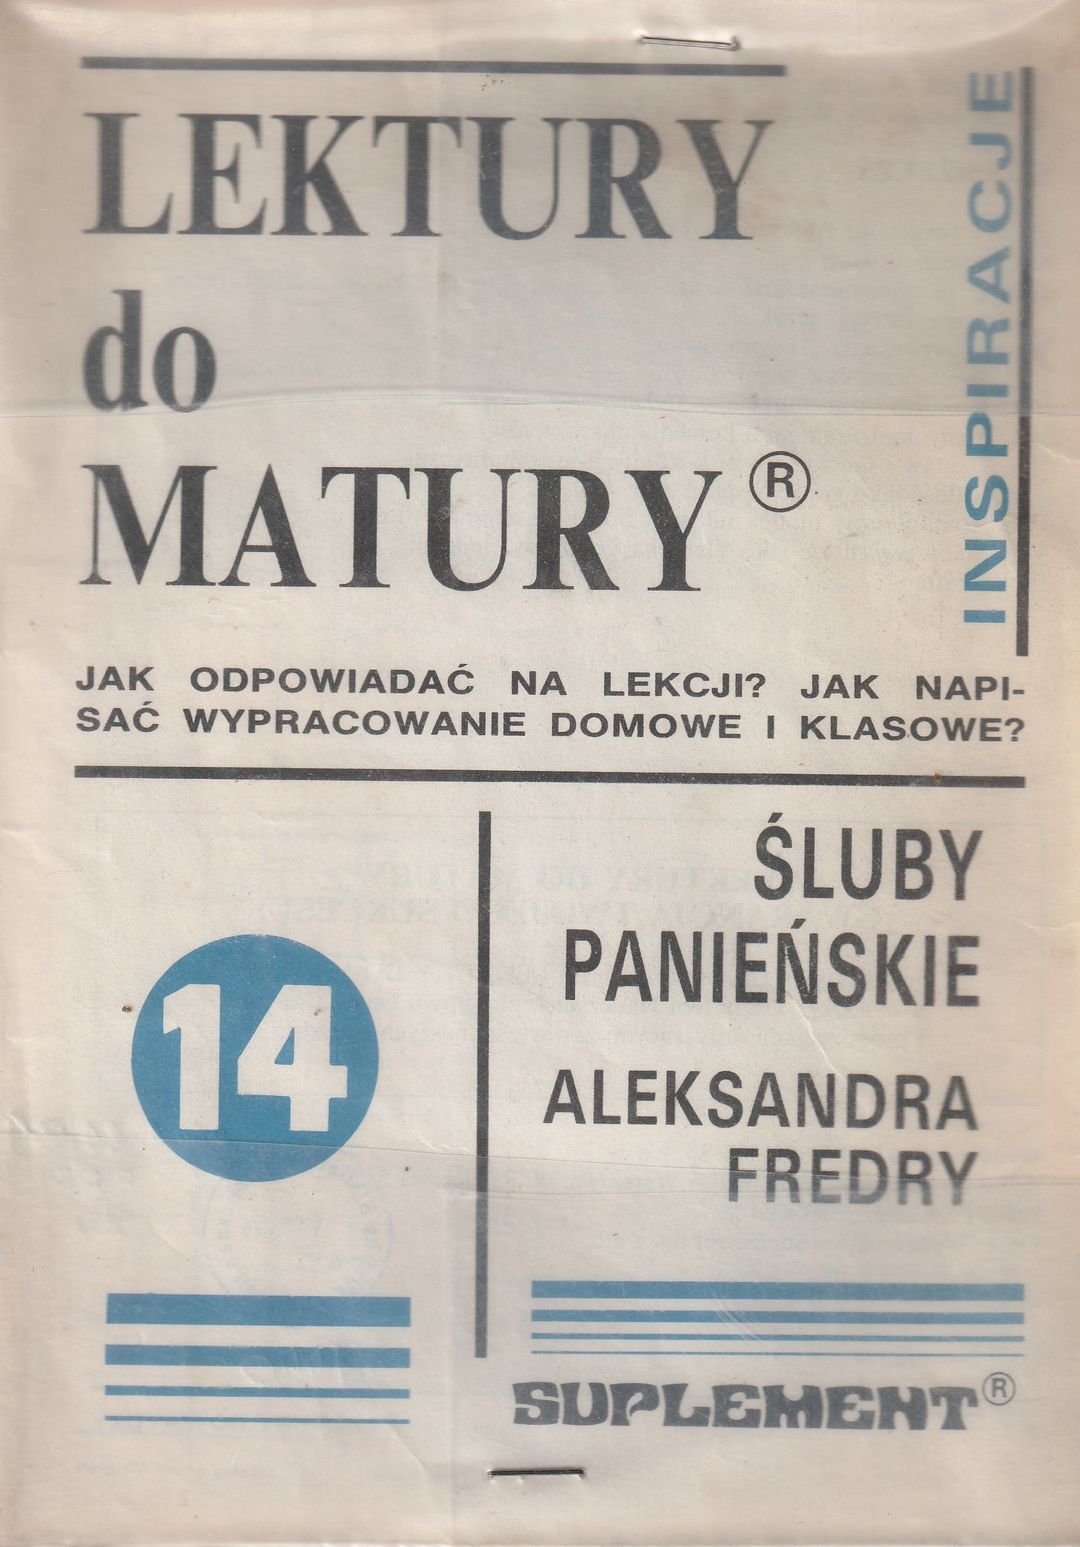 LEKTURY
do
MATURY ®
INSPIRACJE
JAK ODPOWIADAĆ NA LEKCJI? JAK NAPI-
SAĆ WYPRACOWANIE DOMOWE I KLASOWE?
14
ŚLUBY
PANIEŃSKIE
ALEKSANDRA
FREDRY
SUPLEMENT ®